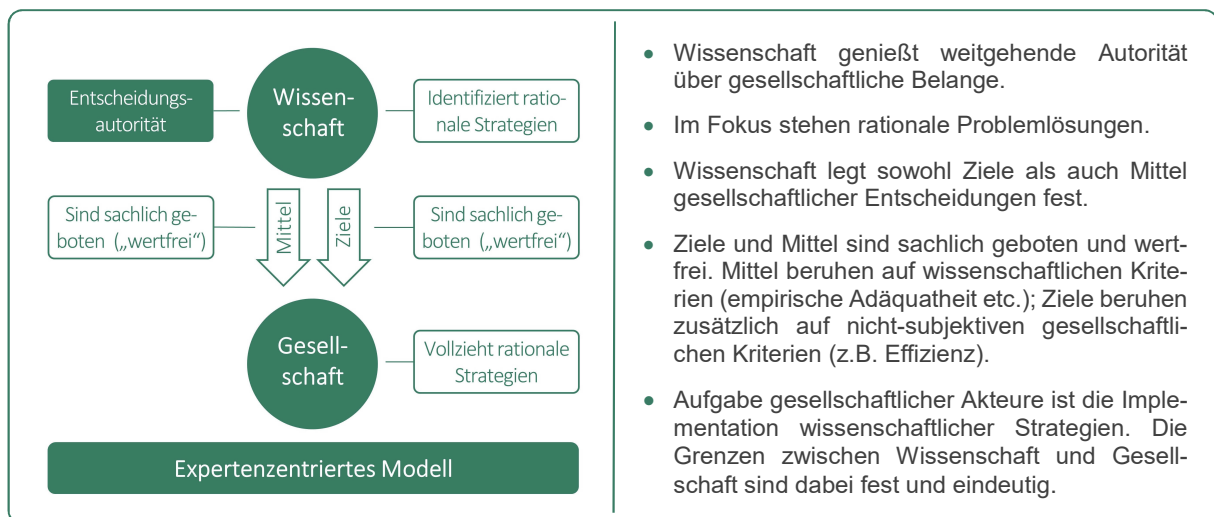 Entscheidungs-
autorität
Wissen-
schaft
Identifiziert ratio-
nale Strategien
Sind sachlich ge-
boten („wertfrei“)
Mittel
Ziele
Sind sachlich ge-
boten („wertfrei“)
Gesell-
schaft
Vollzieht rationale
Strategien
Expertenzentriertes Modell
• Wissenschaft genießt weitgehende Autorität
über gesellschaftliche Belange.
• Im Fokus stehen rationale Problemlösungen.
• Wissenschaft legt sowohl Ziele als auch Mittel
gesellschaftlicher Entscheidungen fest.
• Ziele und Mittel sind sachlich geboten und wert-
frei. Mittel beruhen auf wissenschaftlichen Krite-
rien (empirische Adäquatheit etc.); Ziele beruhen
zusätzlich auf nicht-subjektiven gesellschaftli-
chen Kriterien (z.B. Effizienz).
• Aufgabe gesellschaftlicher Akteure ist die Imple-
mentation wissenschaftlicher Strategien. Die
Grenzen zwischen Wissenschaft und Gesell-
schaft sind dabei fest und eindeutig.